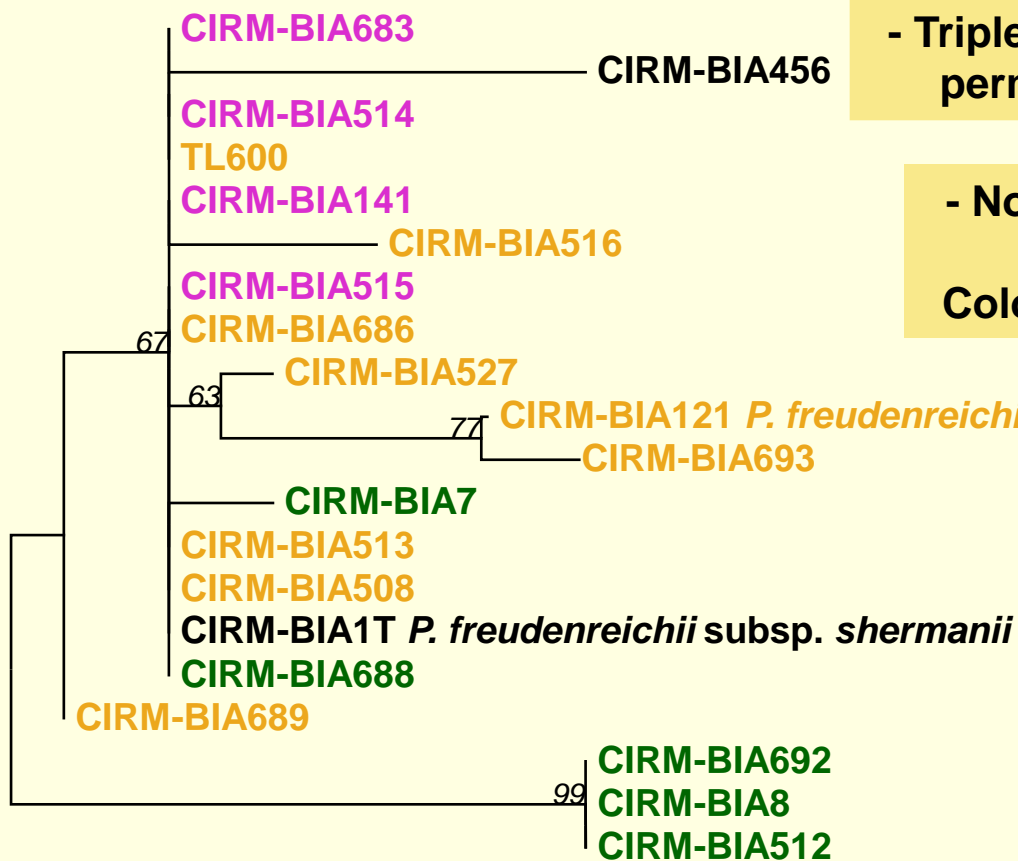 CIRM-BIA683
CIRM-BIA456
CIRM-BIA514
TL600
CIRM-BIA141
CIRM-BIA516
CIRM-BIA515
CIRM-BIA686
67
CIRM-BIA527
63
CIRM-BIA121 P. freudenreichi
77
CIRM-BIA693
CIRM-BIA7
CIRM-BIA513
CIRM-BIA508
CIRM-BIA1T P. freudenreichii subsp. shermanii
CIRM-BIA688
CIRM-BIA689
CIRM-BIA692
99
CIRM-BIA8
CIRM-BIA512
- Triple
- No